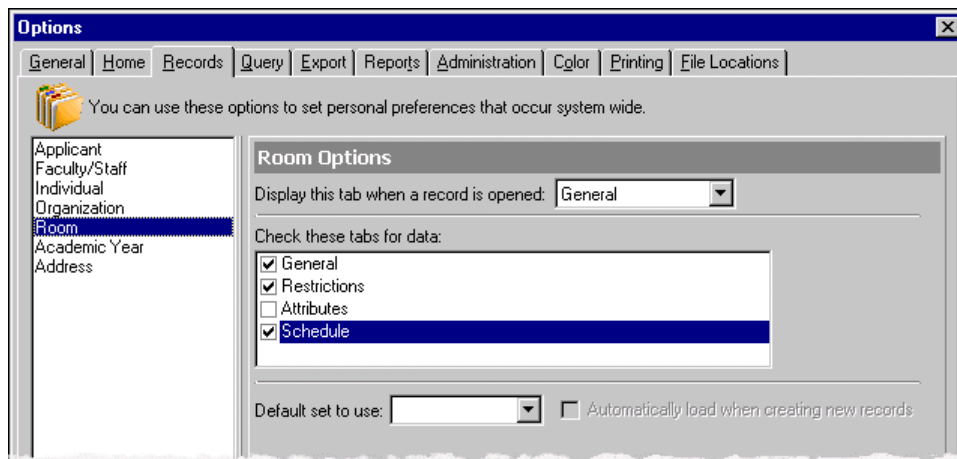 Options
General Home Records Query Export Reports Administration Color Printing File Locations
You can use these options to set personal preferences that occur system wide.
Applicant
Faculty/Staff
Individual
Organization
Room
Academic Year
Address
Room Options
Display this tab when a record is opened: General
Check these tabs for data:
General
Restrictions
Attributes
Schedule
Default set to use: Automatically load when creating new records